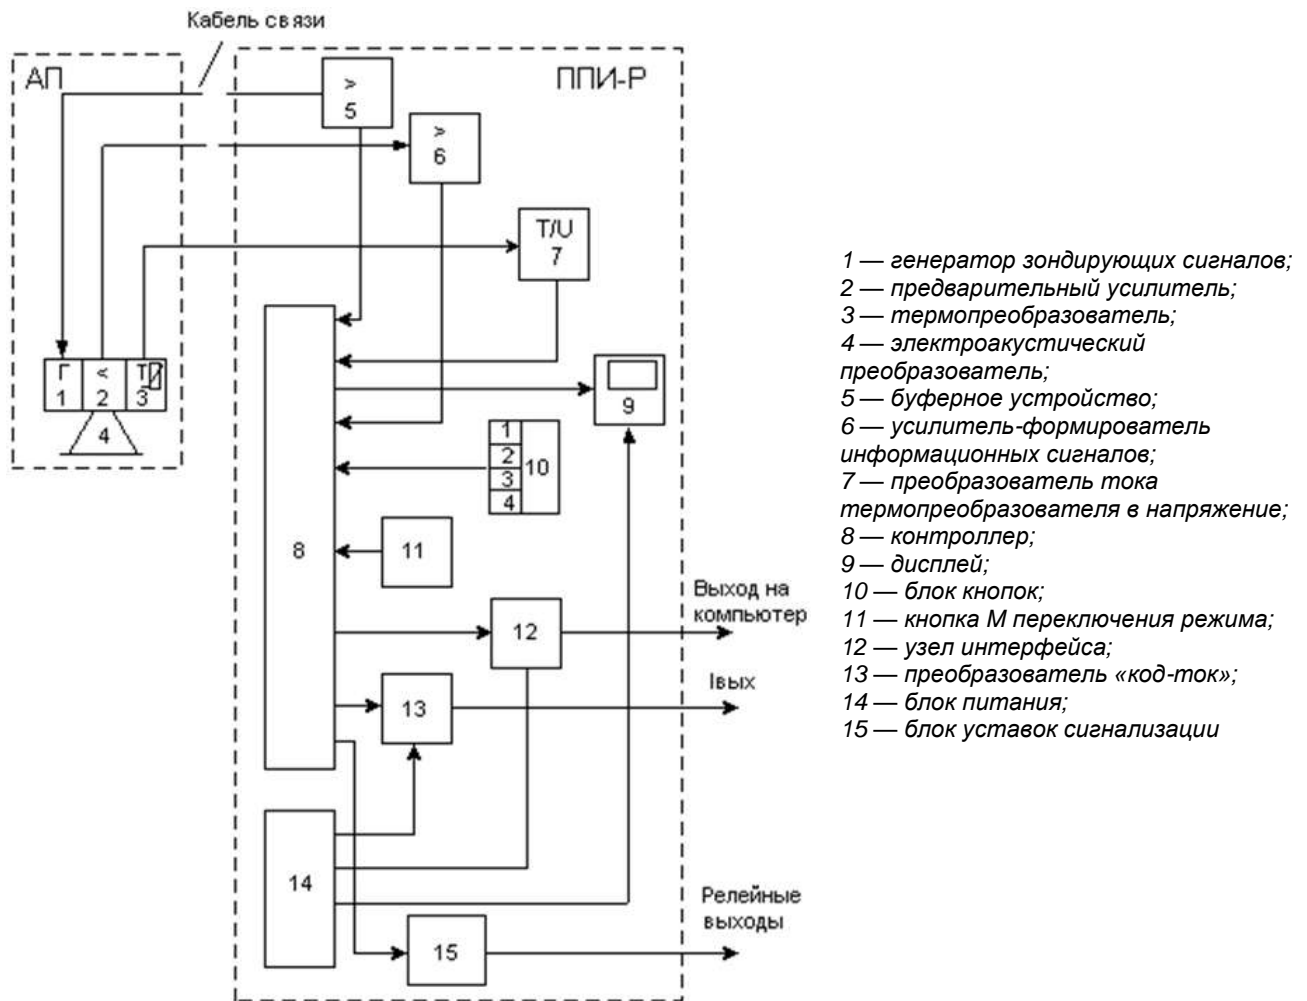 Кабель связи
АП
ППИ-Р
>
5
>
6
T/U
7
Г
1
<
2
Т
3
4
9
1
2
3
4
10
8
11
Выход на
компьютер
12
Iвых
13
14
Релейные
выходы
15
1 — генератор зондирующих сигналов;
2 — предварительный усилитель;
3 — термопреобразователь;
4 — электроакустический
преобразователь;
5 — буферное устройство;
6 — усилитель-формирователь
информационных сигналов;
7 — преобразователь тока
термопреобразователя в напряжение;
8 — контроллер;
9 — дисплей;
10 — блок кнопок;
11 — кнопка М переключения режима;
12 — узел интерфейса;
13 — преобразователь «код-ток»;
14 — блок питания;
15 — блок уставок сигнализации